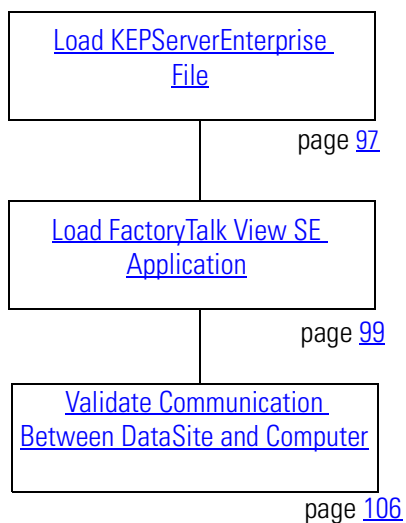 Load KEPServerEnterprise
File
page 97
Load FactoryTalk View SE
Application
page 99
Validate Communication
Between DataSite and Computer
page 106